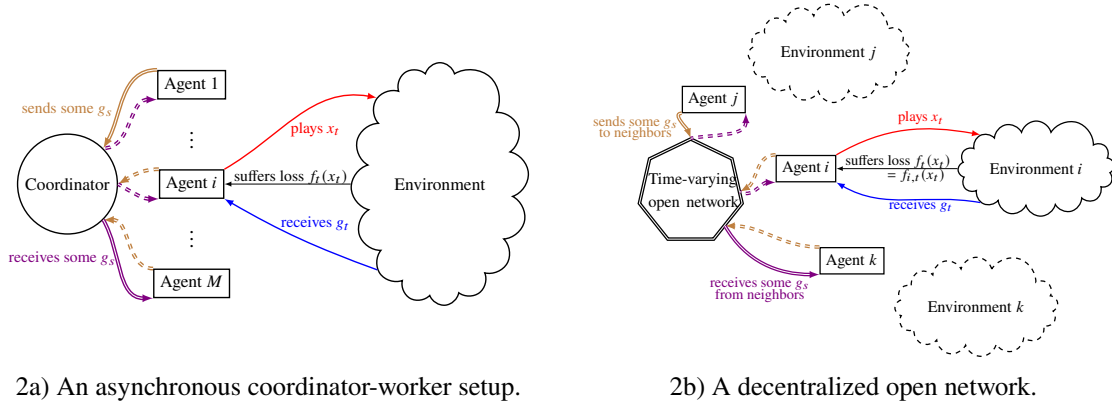 Agent 1
sends some g_s
⋮
plays x_t
Coordinator
Agent i
suffers loss f_t(x_t)
Environment
⋮
receives g_t
receives some g_s
Agent M
2a) An asynchronous coordinator-worker setup.
Environment j
Agent j
sends some g_s
to neighbors
plays x_t
Time-varying
open network
Agent i
suffers loss f_t(x_t)
= f_{i,t}(x_t)
Environment i
receives g_t
Agent k
receives some g_s
from neighbors
Environment k
2b) A decentralized open network.